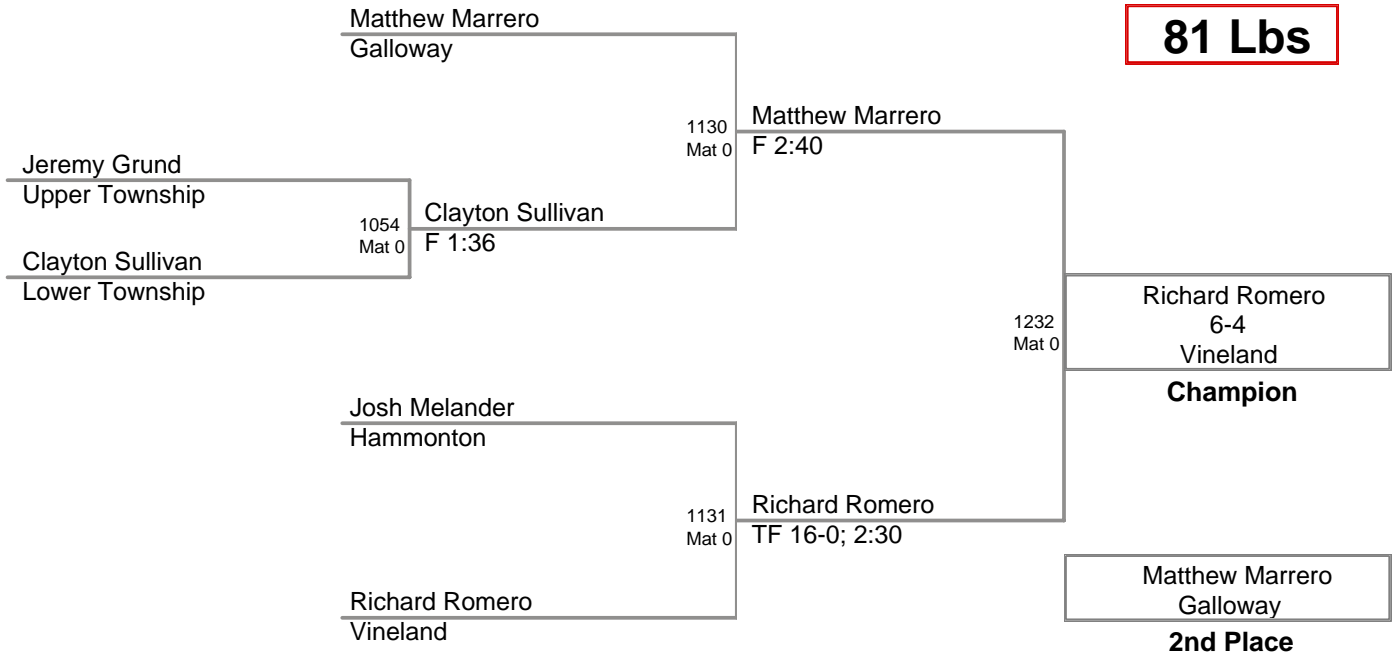 Matthew Marrero
Galloway
81 Lbs
1130
Mat 0
Matthew Marrero
F 2:40
Jeremy Grund
Upper Township
1054
Mat 0
Clayton Sullivan
F 1:36
Clayton Sullivan
Lower Township
1232
Mat 0
Richard Romero
6-4
Vineland
Champion
Josh Melander
Hammonton
1131
Mat 0
Richard Romero
TF 16-0; 2:30
Richard Romero
Vineland
Matthew Marrero
Galloway
2nd Place